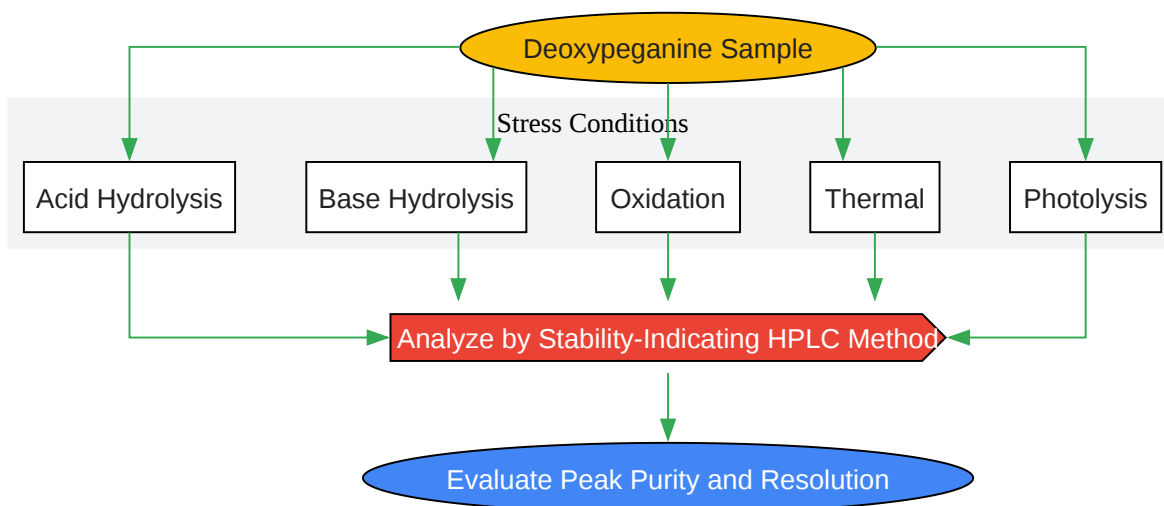 Deoxypeganine Sample
Stress Conditions
Acid Hydrolysis
Base Hydrolysis
Oxidation
Thermal
Photolysis
Analyze by Stability-Indicating HPLC Method
Evaluate Peak Purity and Resolution